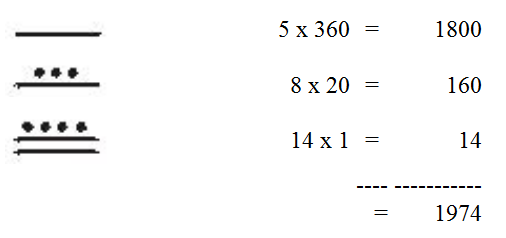 5 x 360 = 1800
8 x 20 = 160
14 x 1 = 14
---- -----------
= 1974